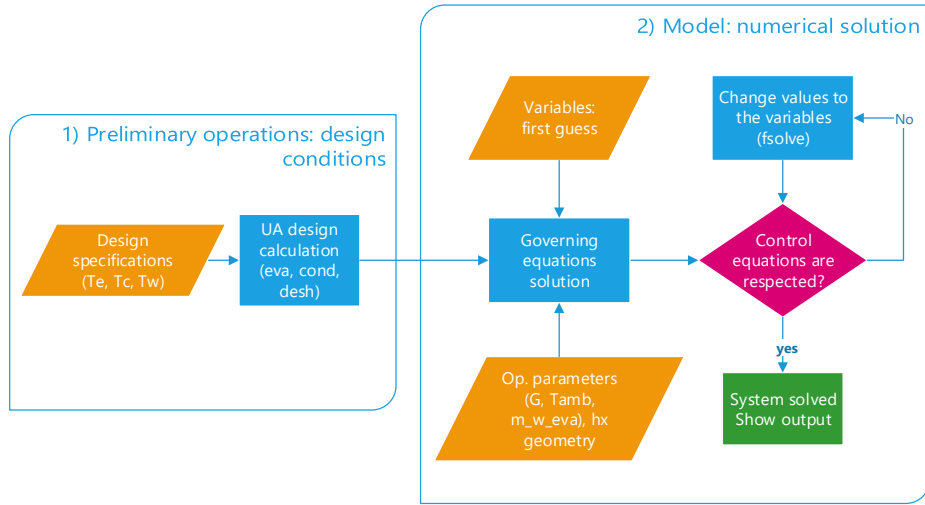 2) Model: numerical solution
1) Preliminary operations: design
conditions
Variables:
first guess
Change values to
the variables
(fsolve)
No
Design
specifications
(Te, Tc, Tw)
UA design
calculation
(eva, cond,
desh)
Governing
equations
solution
Control
equations are
respected?
yes
Op. parameters
(G, Tamb,
m_w_eva), hx
geometry
System solved
Show output